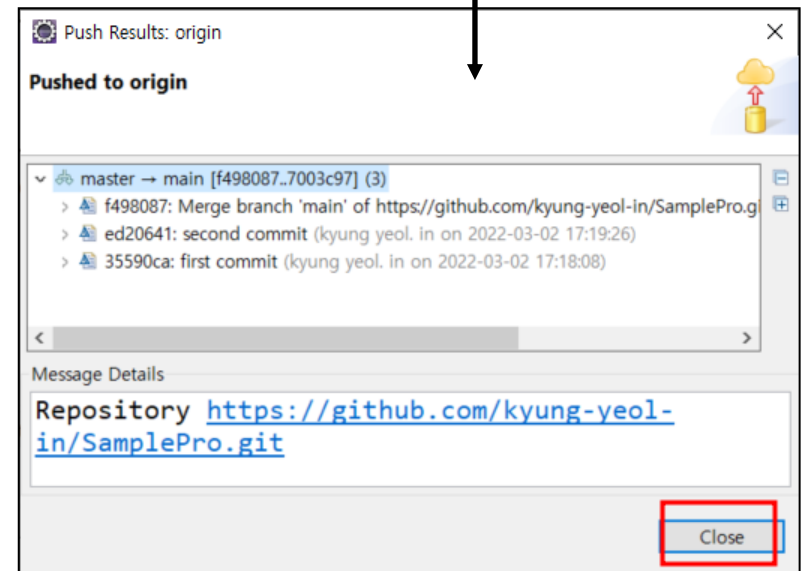 Push Results: origin
Pushed to origin
master → main [f498087..7003c97] (3)
f498087: Merge branch 'main' of https://github.com/kyung-yeol-in/SamplePro.gi
ed20641: second commit (kyung yeol. in on 2022-03-02 17:19:26)
35590ca: first commit (kyung yeol. in on 2022-03-02 17:18:08)
Message Details
Repository https://github.com/kyung-yeol-
in/SamplePro.git
Close